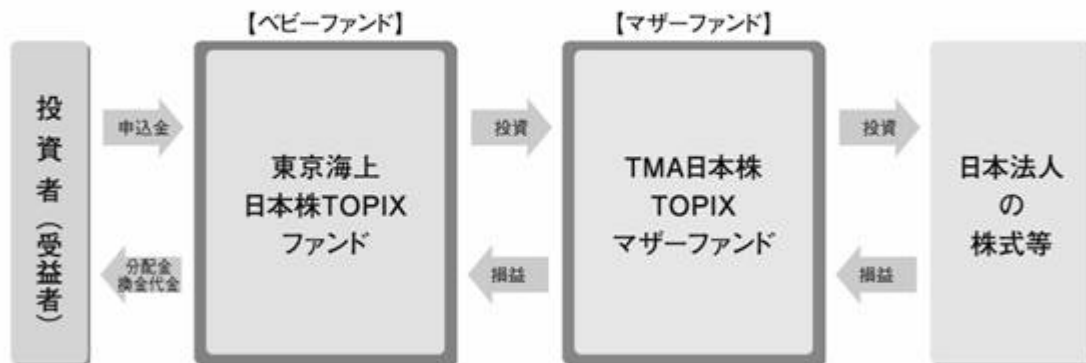 【ベビーファンド】
【マザーファンド】
投資者（受益者）
申込金
分配金
換金代金
東京海上
日本株TOPIX
ファンド
投資
損益
TMA日本株
TOPIX
マザーファンド
投資
損益
日本法人
の
株式等